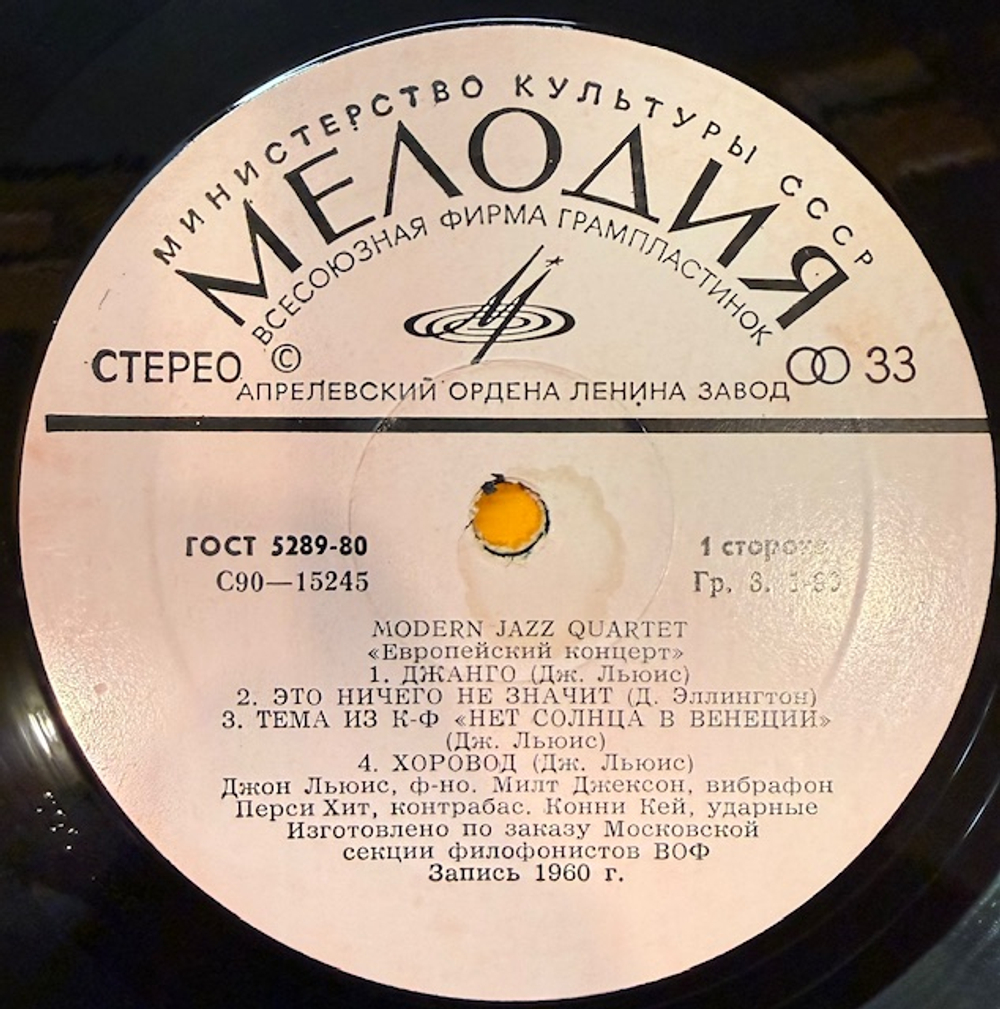 МИНИСТЕРСТВО КУЛЬТУРЫ СССР
МЕЛОДИЯ
ВСЕСОЮЗНАЯ ФИРМА ГРАМПЛАСТИНОК
СТЕРЕО © 33
АПРЕЛЕВСКИЙ ОРДЕНА ЛЕНИНА ЗАВОД
ГОСТ 5289-80
С90—15245
1 сторона
Гр.
MODERN JAZZ QUARTET
«Европейский концерт»
1. ДЖАНГО (Дж. Льюис)
2. ЭТО НИЧЕГО НЕ ЗНАЧИТ (Д. Эллингтон)
3. ТЕМА ИЗ К-Ф «НЕТ СОЛНЦА В ВЕНЕЦИИ»
(Дж. Льюис)
4. ХОРОВОД (Дж. Льюис)
Джон Льюис, ф-но. Милт Джексон, вибрафон
Перси Хит, контрабас. Конни Кей, ударные
Изготовлено по заказу Московской
секции филофонистов ВОФ
Запись 1960 г.